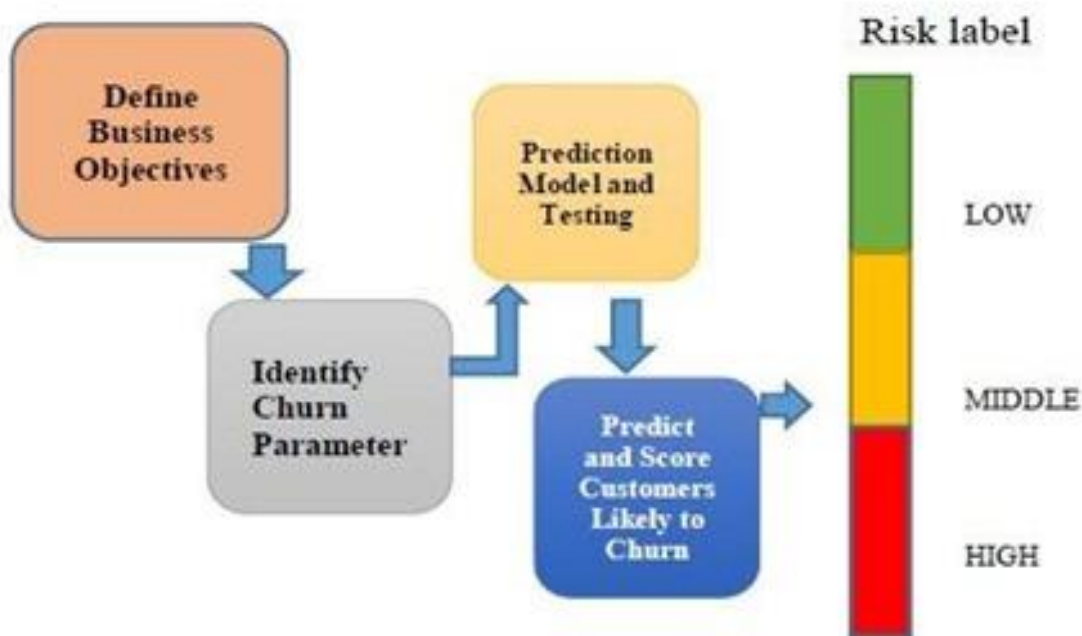 Define
Business
Objectives
Identify
Churn
Parameter
Prediction
Model and
Testing
Predict
and Score
Customers
Likely to
Churn
Risk label
LOW
MIDDLE
HIGH